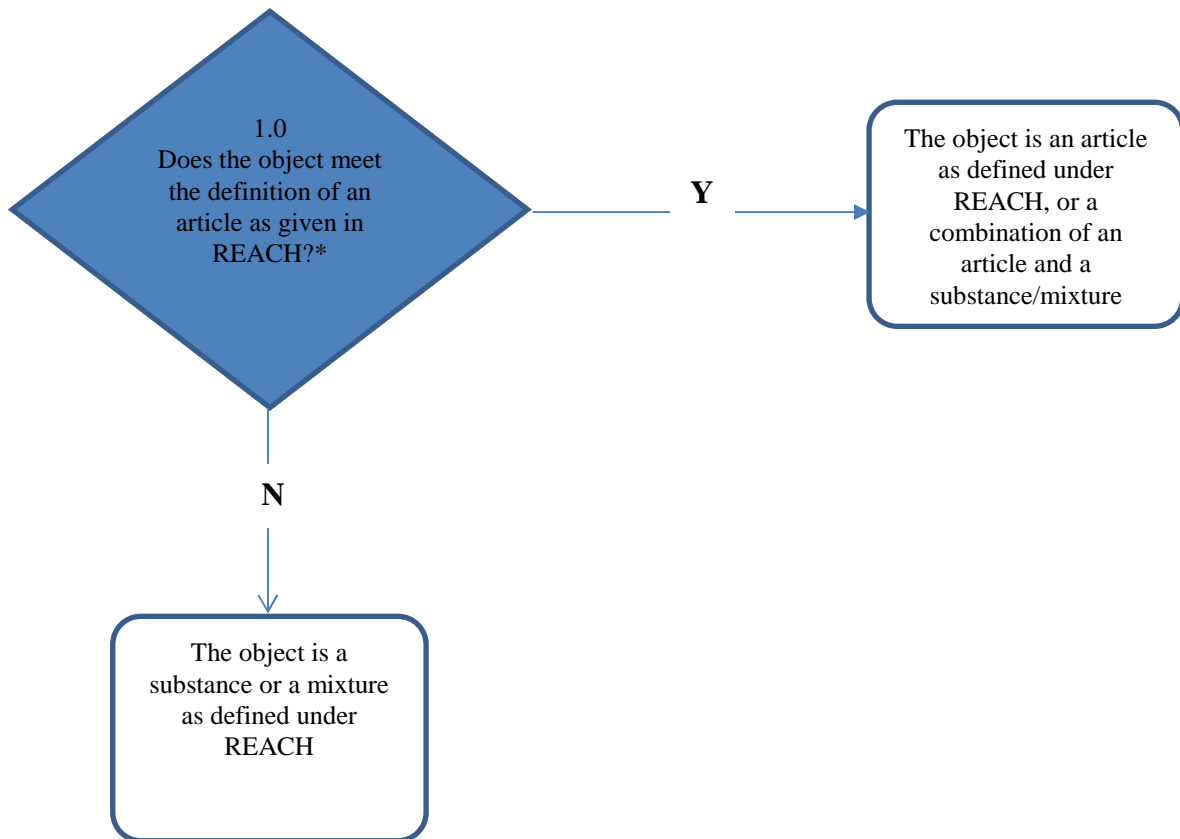 1.0
Does the object meet
the definition of an
article as given in
REACH?*
Y
The object is an article
as defined under
REACH, or a
combination of an
article and a
substance/mixture
N
The object is a
substance or a mixture
as defined under
REACH